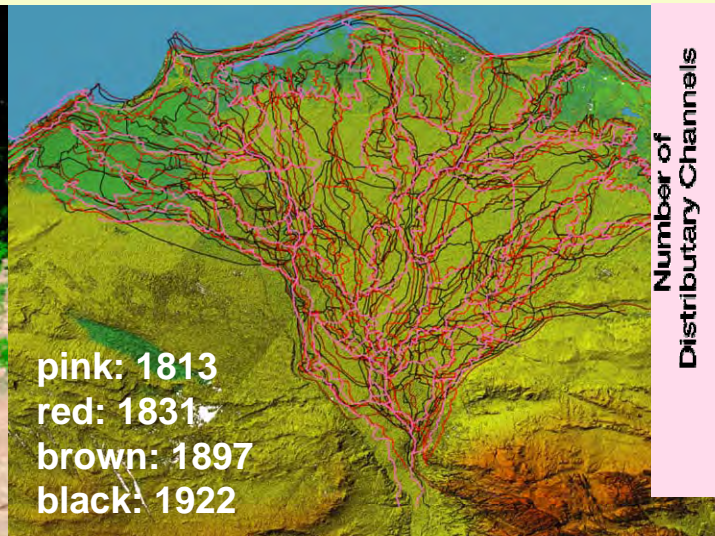 pink: 1813
red: 1831
brown: 1897
black: 1922
Number of
Distributary Channels